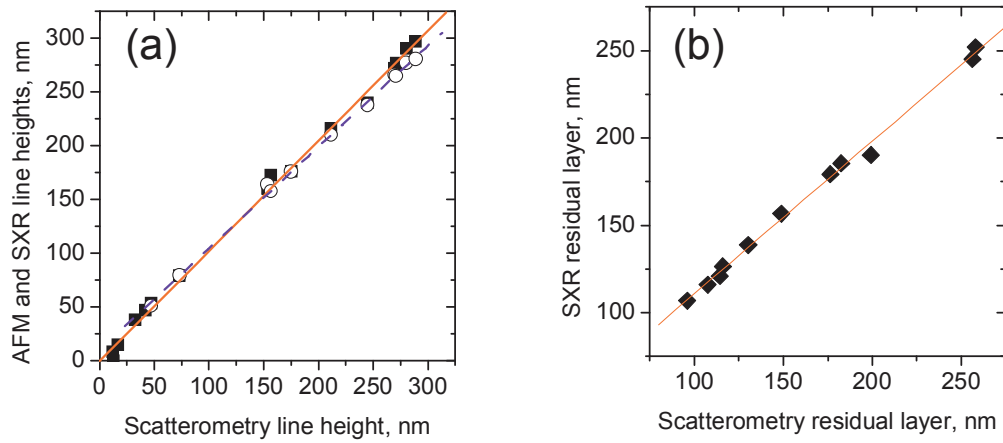 (a)
AFM and SXR line heights, nm
300
250
200
150
100
50
0
0 50 100 150 200 250 300
Scatterometry line height, nm
(b)
SXR residual layer, nm
250
200
150
100
100 150 200 250
Scatterometry residual layer, nm